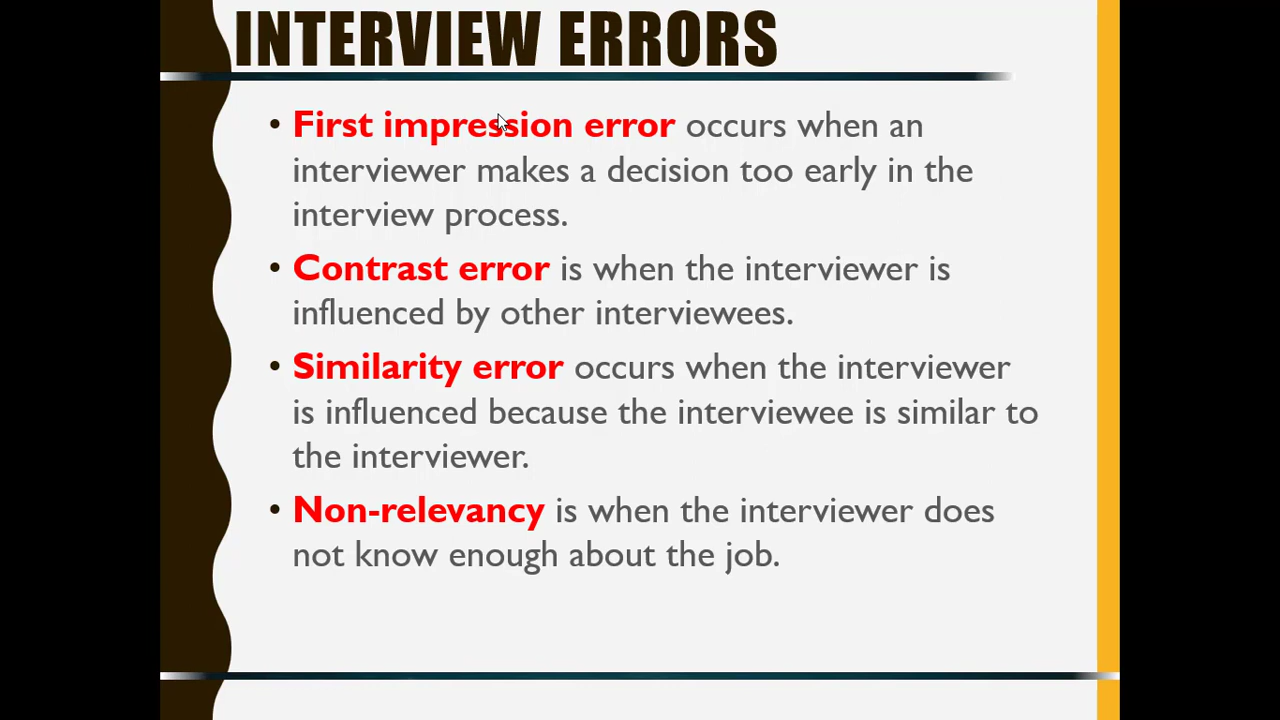 INTERVIEW ERRORS
• First impression error occurs when an
interviewer makes a decision too early in the
interview process.
• Contrast error is when the interviewer is
influenced by other interviewees.
• Similarity error occurs when the interviewer
is influenced because the interviewee is similar to
the interviewer.
• Non-relevancy is when the interviewer does
not know enough about the job.